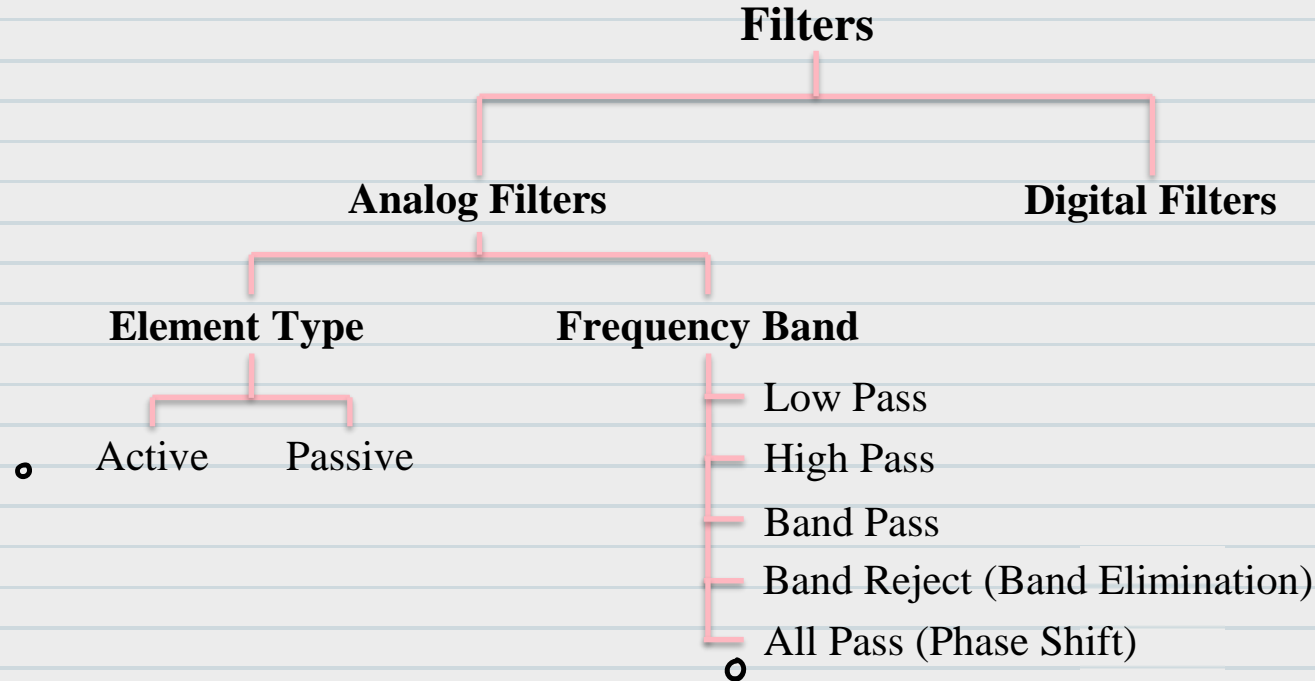 Filters
Analog Filters
Digital Filters
Element Type
Frequency Band
Active
Passive
Low Pass
High Pass
Band Pass
Band Reject (Band Elimination)
All Pass (Phase Shift)